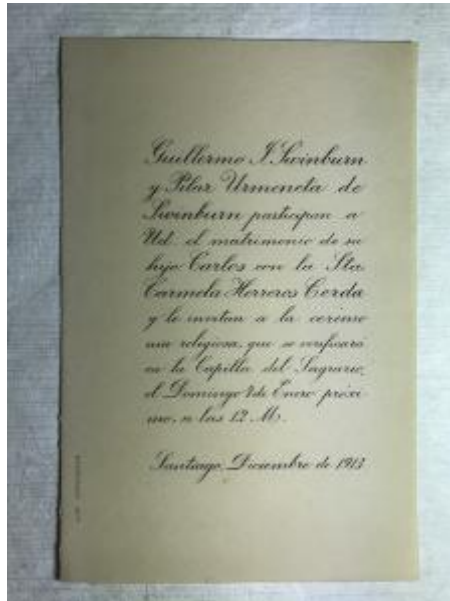 Guillermo J. Swinburn
y Pilar Urmeneta de
Swinburn participan a
Ud. el matrimonio de su
hijo Carlos con la Sta.
Carmela Herreros Cerda
y le invitan a la ceremo
nia religiosa, que se verificará
en la Capilla del Sagrario,
el Domingo de Enero próxi
mo, a las 12 M.
Santiago, Diciembre de 1913